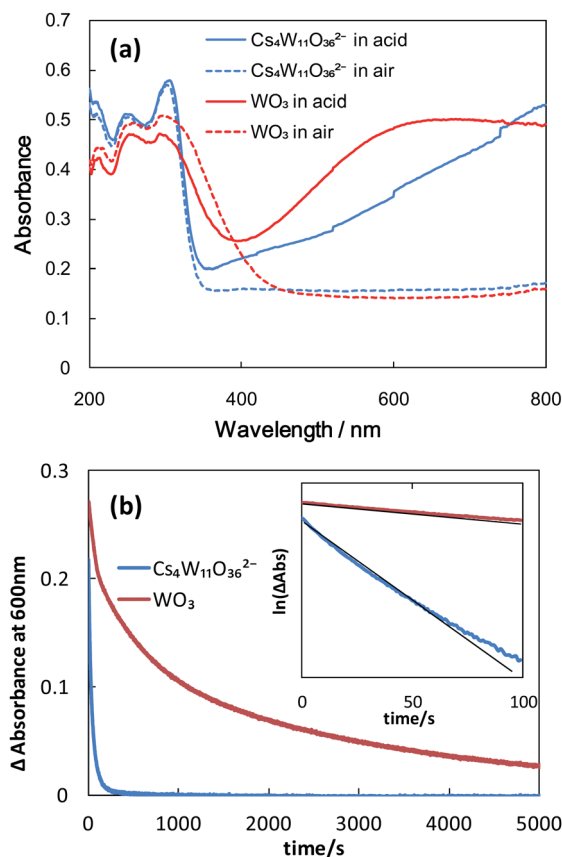 (a)
Cs₄W₁₁O₃₆²⁻ in acid
Cs₄W₁₁O₃₆²⁻ in air
WO₃ in acid
WO₃ in air
Absorbance
0.7
0.6
0.5
0.4
0.3
0.2
0.1
0
200 400 600 800
Wavelength / nm
(b)
Cs₄W₁₁O₃₆²⁻
WO₃
Δ Absorbance at 600nm
0.3
0.2
0.1
0
0 1000 2000 3000 4000 5000
time/s
ln(ΔAbs)
0 50 100
time/s